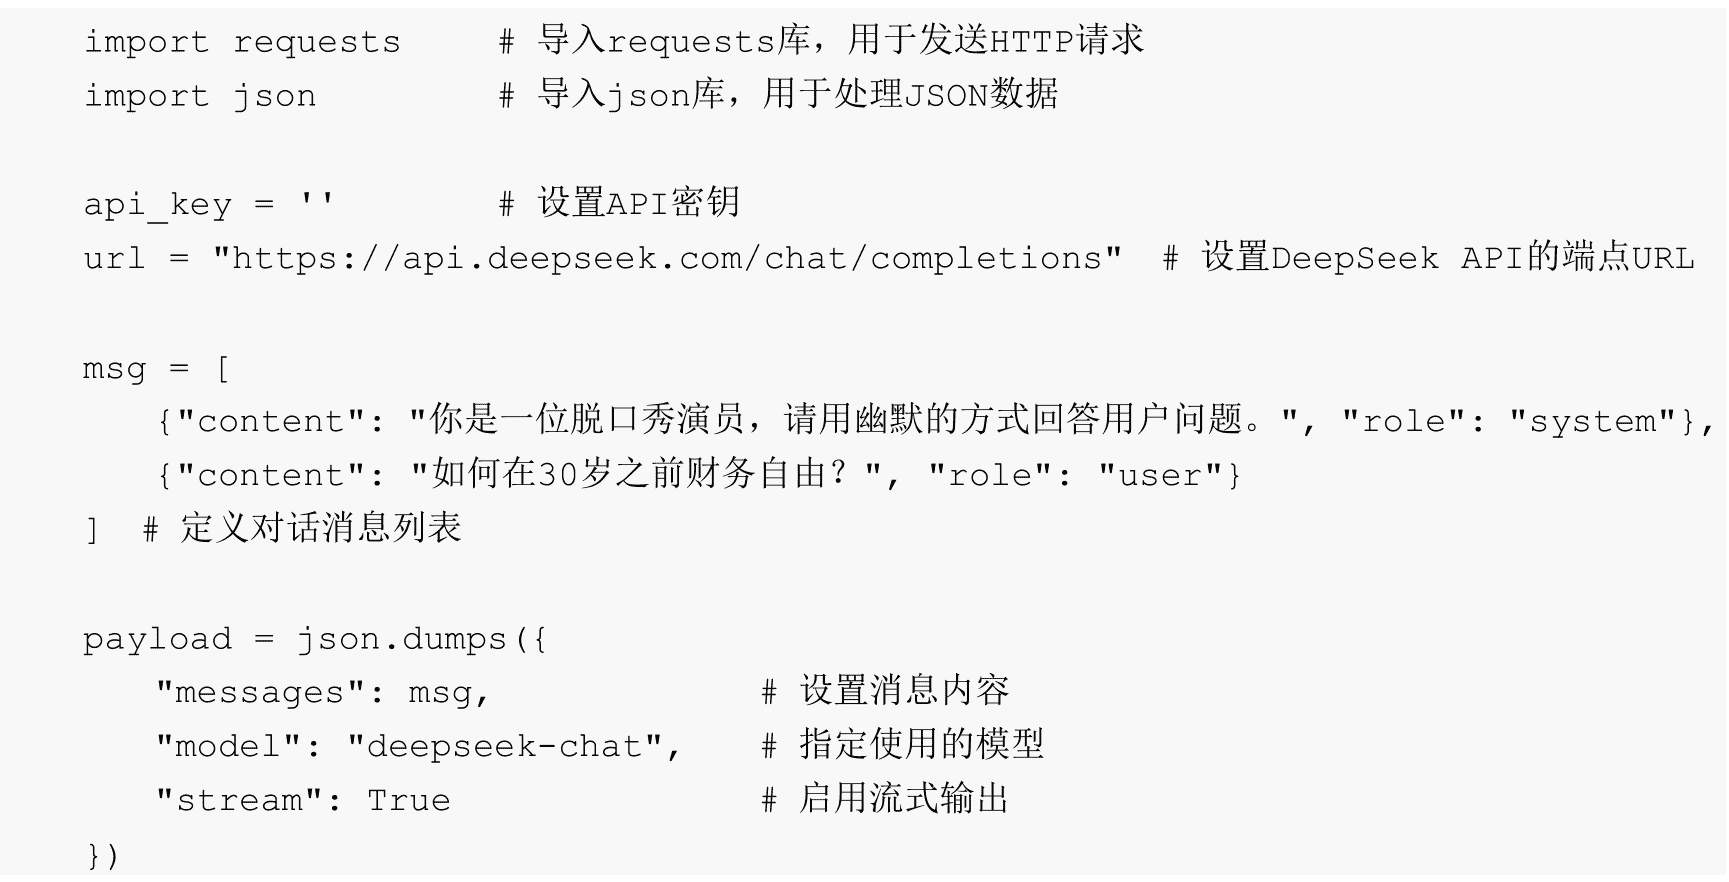 import requests     # 导入requests库，用于发送HTTP请求
import json         # 导入json库，用于处理JSON数据
api_key = ''        # 设置API密钥
url = "https://api.deepseek.com/chat/completions"  # 设置DeepSeek API的端点URL
msg = [
    {"content": "你是一位脱口秀演员，请用幽默的方式回答用户问题。", "role": "system"},
    {"content": "如何在30岁之前财务自由？", "role": "user"}
]  # 定义对话消息列表
payload = json.dumps({
    "messages": msg,             # 设置消息内容
    "model": "deepseek-chat",    # 指定使用的模型
    "stream": True               # 启用流式输出
})